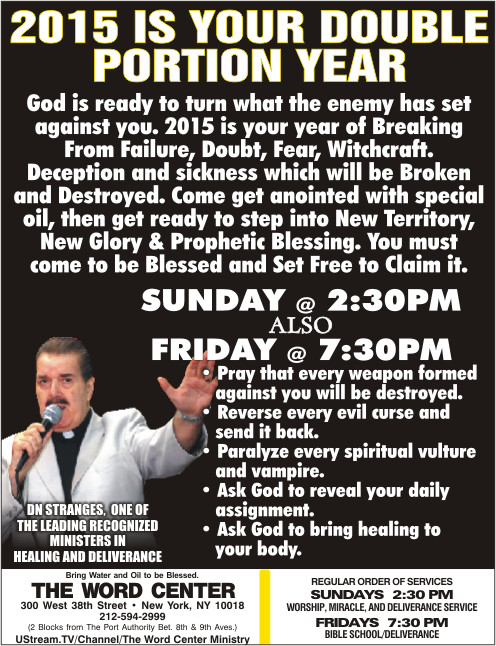 2015 IS YOUR DOUBLE
PORTION YEAR
God is ready to turn what the enemy has set
against you. 2015 is your year of Breaking
From Failure, Doubt, Fear, Witchcraft.
Deception and sickness which will be Broken
and Destroyed. Come get anointed with special
oil, then get ready to step into New Territory,
New Glory & Prophetic Blessing. You must
come to be Blessed and Set Free to Claim it.
SUNDAY @ 2:30PM
ALSO
FRIDAY @ 7:30PM
• Pray that every weapon formed
against you will be destroyed.
• Reverse every evil curse and
send it back.
• Paralyze every spiritual vulture
and vampire.
• Ask God to reveal your daily
assignment.
• Ask God to bring healing to
your body.
DN STRANGES, ONE OF
THE LEADING RECOGNIZED
MINISTERS IN
HEALING AND DELIVERANCE
Bring Water and Oil to be Blessed.
THE WORD CENTER
300 West 38th Street • New York, NY 10018
212-594-2999
(2 Blocks from The Port Authority Bet. 8th & 9th Aves.)
UStream.TV/Channel/The Word Center Ministry
REGULAR ORDER OF SERVICES
SUNDAYS 2:30 PM
WORSHIP, MIRACLE, AND DELIVERANCE SERVICE
FRIDAYS 7:30 PM
BIBLE SCHOOL/DELIVERANCE